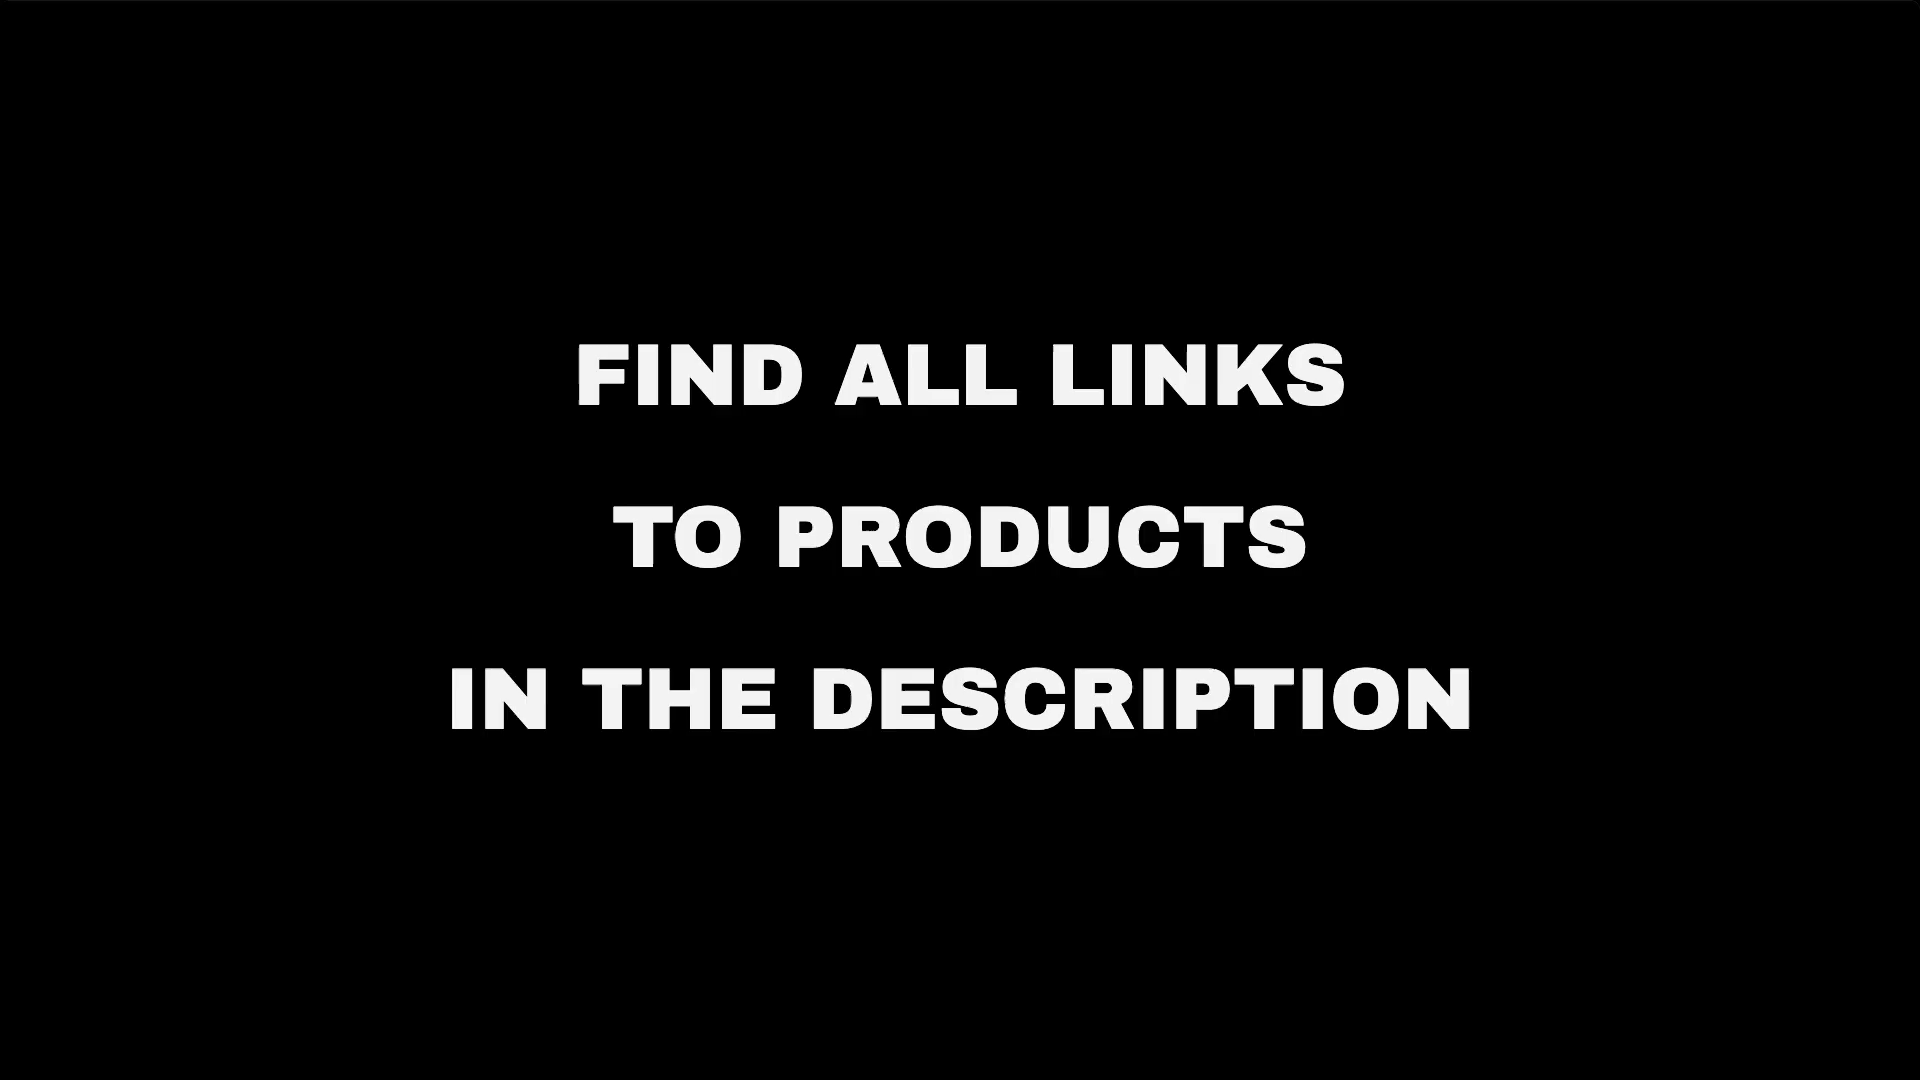 FIND ALL LINKS
TO PRODUCTS
IN THE DESCRIPTION